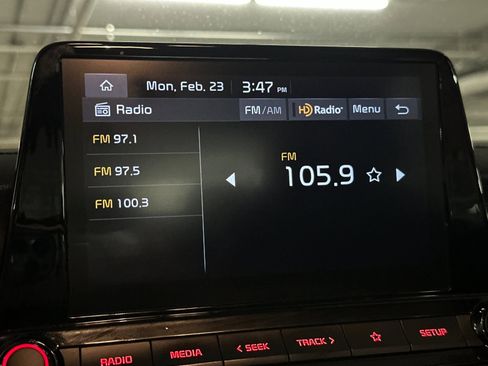 Mon, Feb. 23 3:47 PM
Radio FM/AM HD Radio Menu
FM 97.1
FM 97.5
FM 100.3
FM
105.9
RADIO MEDIA < SEEK TRACK > SETUP